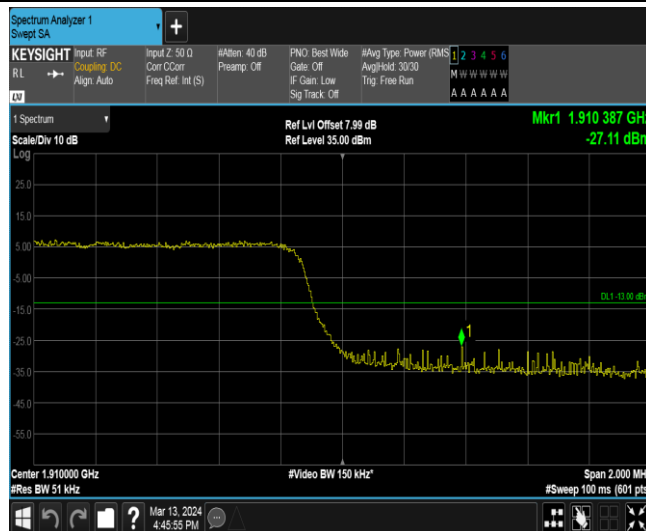 Spectrum Analyzer 1
Swept SA
KEYSIGHT
RL
LXI
Input: RF
Coupling: DC
Align: Auto
Input Z: 50 Ω
Corr CCorr
Freq Ref: Int (S)
#Atten: 40 dB
Preamp: Off
PNO: Best Wide
Gate: Off
IF Gain: Low
Sig Track: Off
#Avg Type: Power (RMS
Avg|Hold: 30/30
Trig: Free Run
1 2 3 4 5 6
M W W W W W
A A A A A A
1 Spectrum
Scale/Div 10 dB
Log
Ref Lvl Offset 7.99 dB
Ref Level 35.00 dBm
Mkr1 1.910 387 GHz
-27.11 dBm
25.0
15.0
5.00
-5.00
-15.0
-25.0
-35.0
-45.0
-55.0
DL1 -13.00 dBm
1
Center 1.910000 GHz
#Res BW 51 kHz
#Video BW 150 kHz*
Span 2.000 MH
#Sweep 100 ms (601 pts
?
Mar 13, 2024
4:45:55 PM